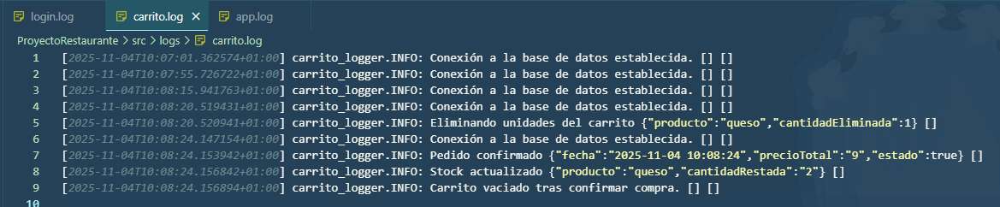 login.log carrito.log × app.log
ProyectoRestaurante > src > logs > carrito.log
1 [2025-11-04T10:07:01.362574+01:00] carrito_logger.INFO: Conexión a la base de datos establecida. [] []
2 [2025-11-04T10:07:55.726722+01:00] carrito_logger.INFO: Conexión a la base de datos establecida. [] []
3 [2025-11-04T10:08:15.941763+01:00] carrito_logger.INFO: Conexión a la base de datos establecida. [] []
4 [2025-11-04T10:08:20.519431+01:00] carrito_logger.INFO: Conexión a la base de datos establecida. [] []
5 [2025-11-04T10:08:20.520941+01:00] carrito_logger.INFO: Eliminando unidades del carrito {"producto":"queso","cantidadEliminada":1} []
6 [2025-11-04T10:08:24.147154+01:00] carrito_logger.INFO: Conexión a la base de datos establecida. [] []
7 [2025-11-04T10:08:24.153942+01:00] carrito_logger.INFO: Pedido confirmado {"fecha":"2025-11-04 10:08:24","precioTotal":"9","estado":true} []
8 [2025-11-04T10:08:24.156842+01:00] carrito_logger.INFO: Stock actualizado {"producto":"queso","cantidadRestada":"2"} []
9 [2025-11-04T10:08:24.156894+01:00] carrito_logger.INFO: Carrito vaciado tras confirmar compra. [] []
10